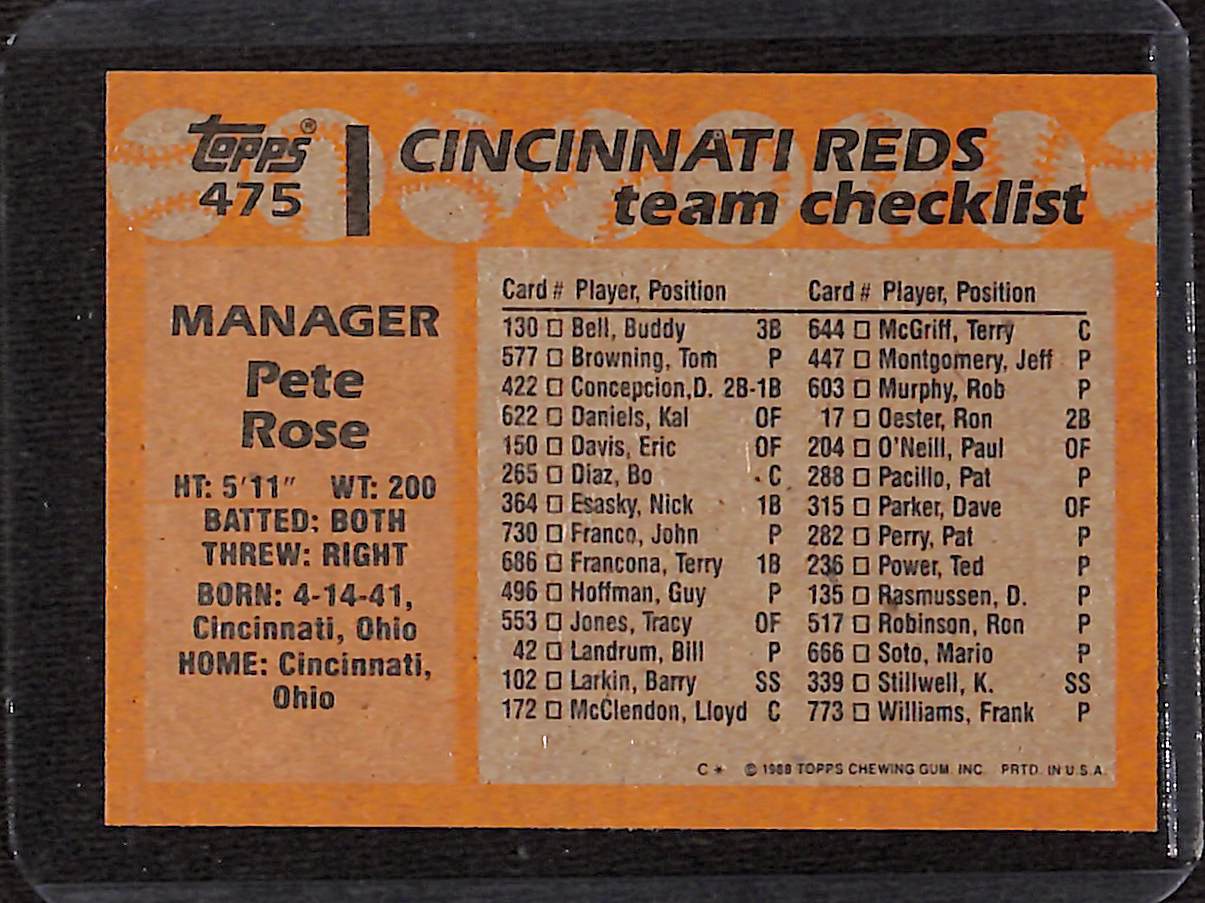 Topps®
475
CINCINNATI REDS
team checklist
MANAGER
Pete
Rose
HT: 5'11" WT: 200
BATTED: BOTH
THREW: RIGHT
BORN: 4-14-41,
Cincinnati, Ohio
HOME: Cincinnati,
Ohio
Card # Player, Position
130 □ Bell, Buddy 3B
577 □ Browning, Tom P
422 □ Concepcion,D. 2B-1B
622 □ Daniels, Kal OF
150 □ Davis, Eric OF
265 □ Diaz, Bo C
364 □ Esasky, Nick 1B
730 □ Franco, John P
686 □ Francona, Terry 1B
496 □ Hoffman, Guy P
553 □ Jones, Tracy OF
42 □ Landrum, Bill P
102 □ Larkin, Barry SS
172 □ McClendon, Lloyd C
Card # Player, Position
644 □ McGriff, Terry C
447 □ Montgomery, Jeff P
603 □ Murphy, Rob P
17 □ Oester, Ron 2B
204 □ O'Neill, Paul OF
288 □ Pacillo, Pat P
315 □ Parker, Dave OF
282 □ Perry, Pat P
236 □ Power, Ted P
135 □ Rasmussen, D. P
517 □ Robinson, Ron P
666 □ Soto, Mario P
339 □ Stillwell, K. SS
773 □ Williams, Frank P
C* © 1988 TOPPS CHEWING GUM, INC. PRTD. IN U.S.A.